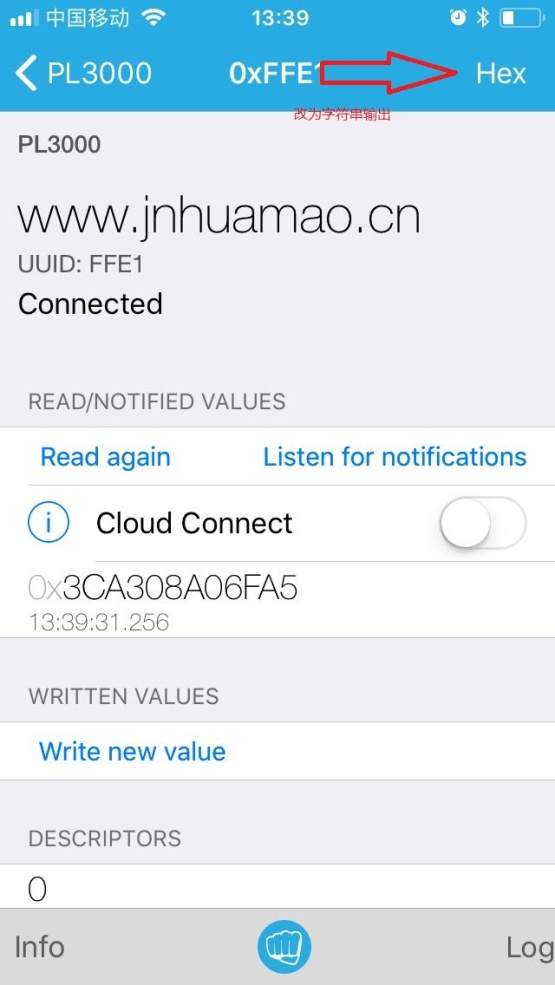 中国移动 13:39
PL3000 0xFFE1 Hex
改为字符串输出
PL3000
www.jnhuamao.cn
UUID: FFE1
Connected
READ/NOTIFIED VALUES
Read again Listen for notifications
Cloud Connect
0x3CA308A06FA5
13:39:31.256
WRITTEN VALUES
Write new value
DESCRIPTORS
0
Info Log